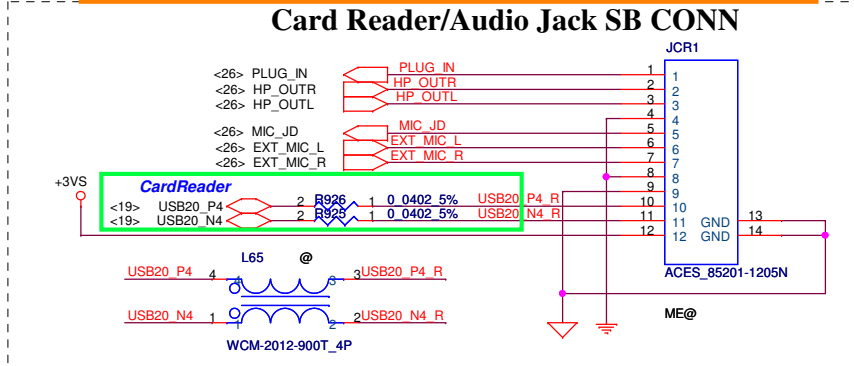 Card Reader/Audio Jack SB CONN
JCR1
<26> PLUG_IN PLUG_IN 1 1
<26> HP_OUTR HP_OUTR 2 2
<26> HP_OUTL HP_OUTL 3 3
4 4
<26> MIC_JD MIC_JD 5 5
<26> EXT_MIC_L EXT_MIC_L 6 6
<26> EXT_MIC_R EXT_MIC_R 7 7
8 8
+3VS CardReader 9 9
<19> USB20_P4 2 R926 1 0_0402_5% USB20_P4_R 10 10
<19> USB20_N4 2 R925 1 0_0402_5% USB20_N4_R 11 11 GND 13
12 12 GND 14
L65 @
USB20_P4 4 4 3 3 USB20_P4_R
ACES_85201-1205N
USB20_N4 1 1 2 2 USB20_N4_R
ME@
WCM-2012-900T_4P